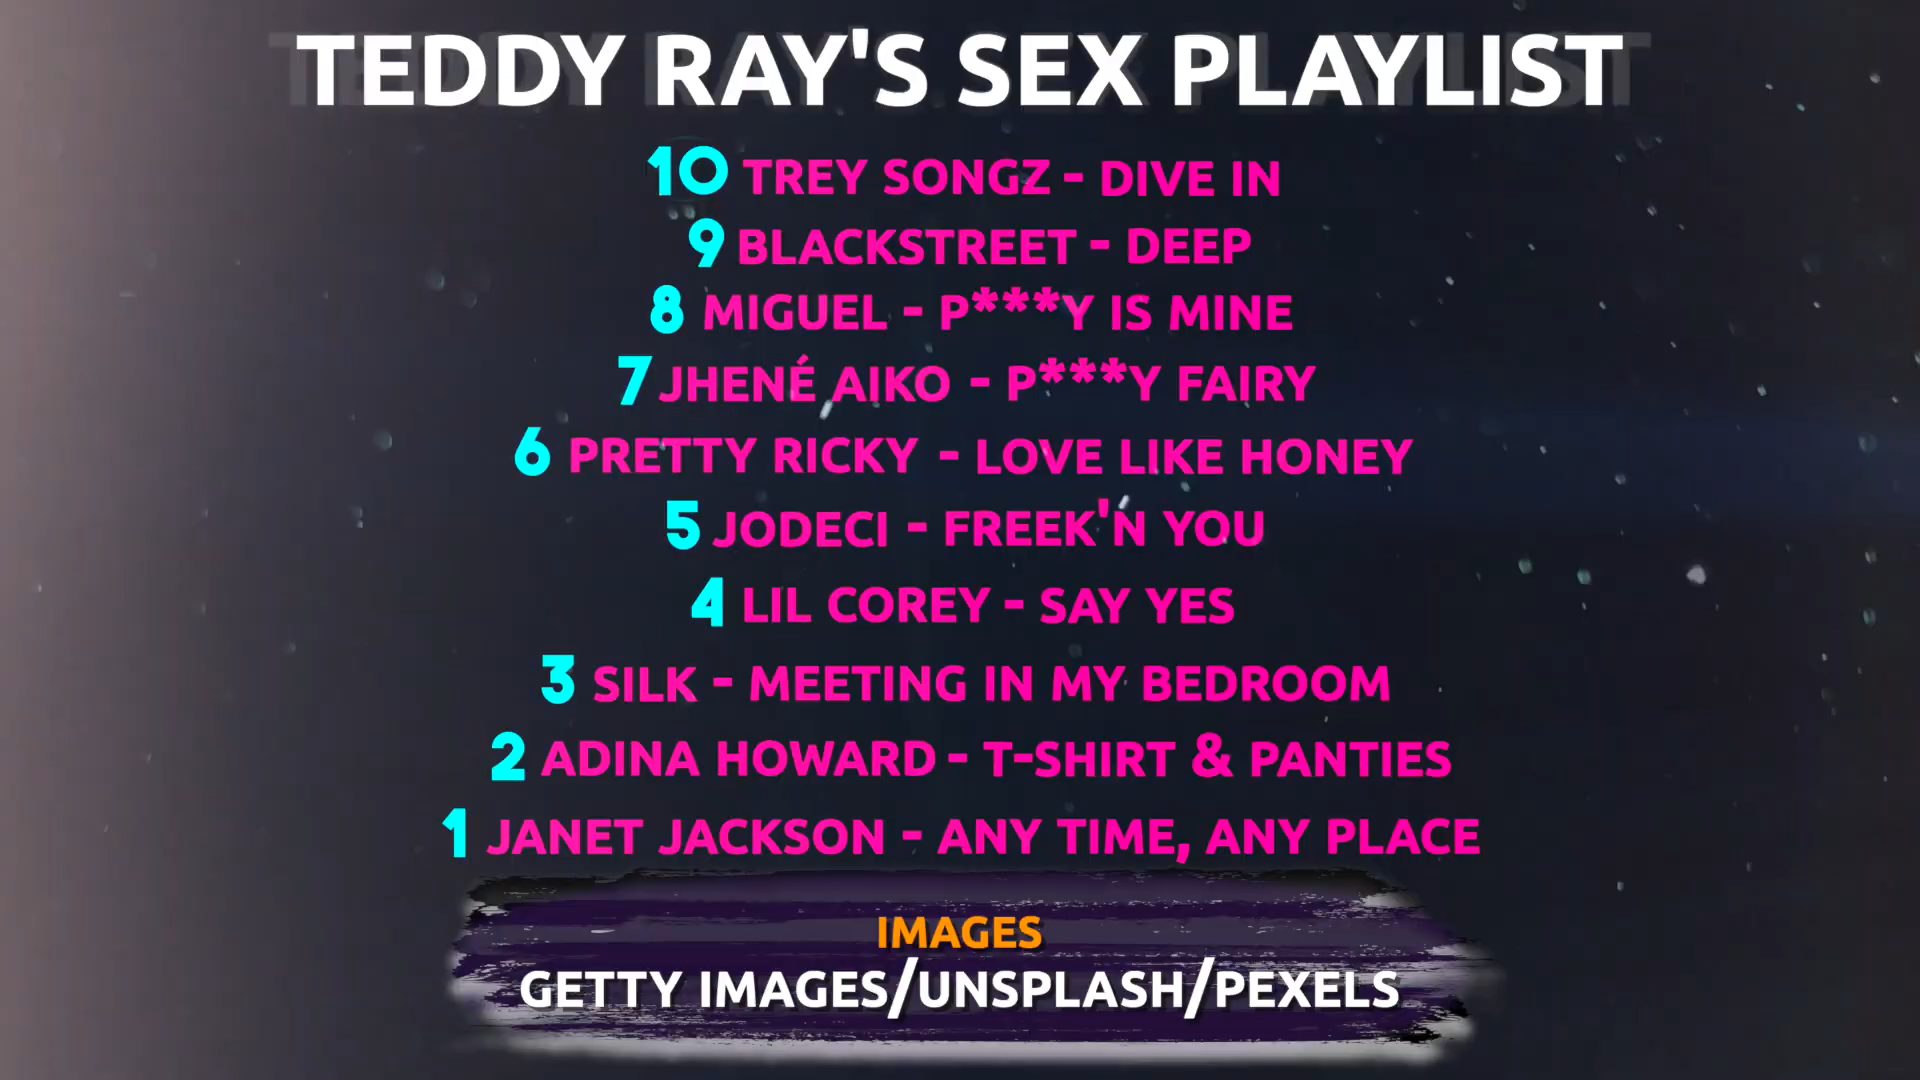 TEDDY RAY'S SEX PLAYLIST
10 TREY SONGZ - DIVE IN
9 BLACKSTREET - DEEP
8 MIGUEL - P***Y IS MINE
7 JHENÉ AIKO - P***Y FAIRY
6 PRETTY RICKY - LOVE LIKE HONEY
5 JODECI - FREEK'N YOU
4 LIL COREY - SAY YES
3 SILK - MEETING IN MY BEDROOM
2 ADINA HOWARD - T-SHIRT & PANTIES
1 JANET JACKSON - ANY TIME, ANY PLACE
IMAGES
GETTY IMAGES/UNSPLASH/PEXELS